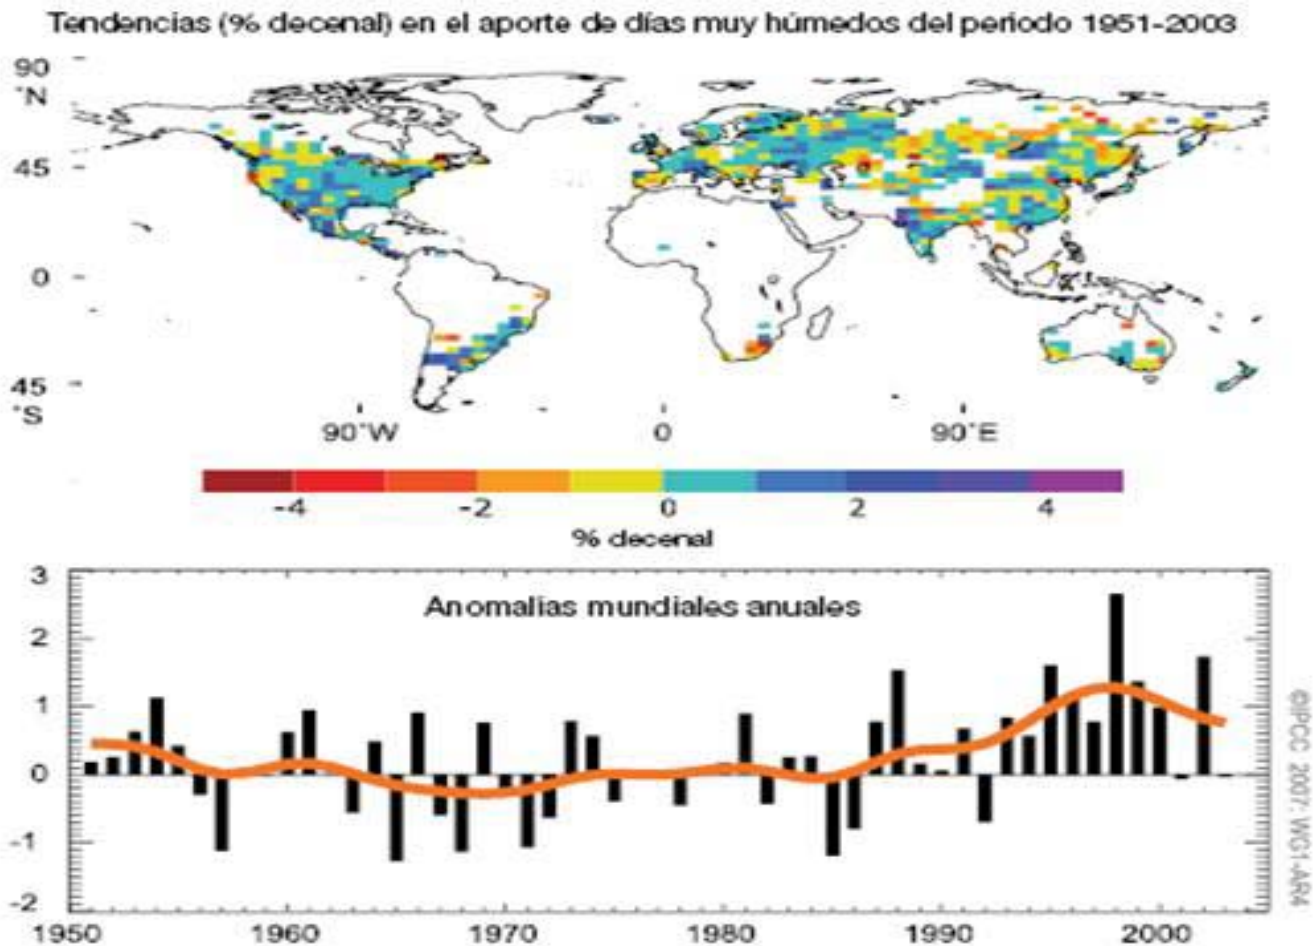 Tendencias (% decenal) en el aporte de días muy húmedos del periodo 1951-2003
90
°N
45
0
45
°S
90°W 0 90°E
-4 -2 0 2 4
% decenal
Anomalias mundiales anuales
3
2
1
0
-1
-2
1950 1960 1970 1980 1990 2000
©IPCC 2007: WG1-AR4